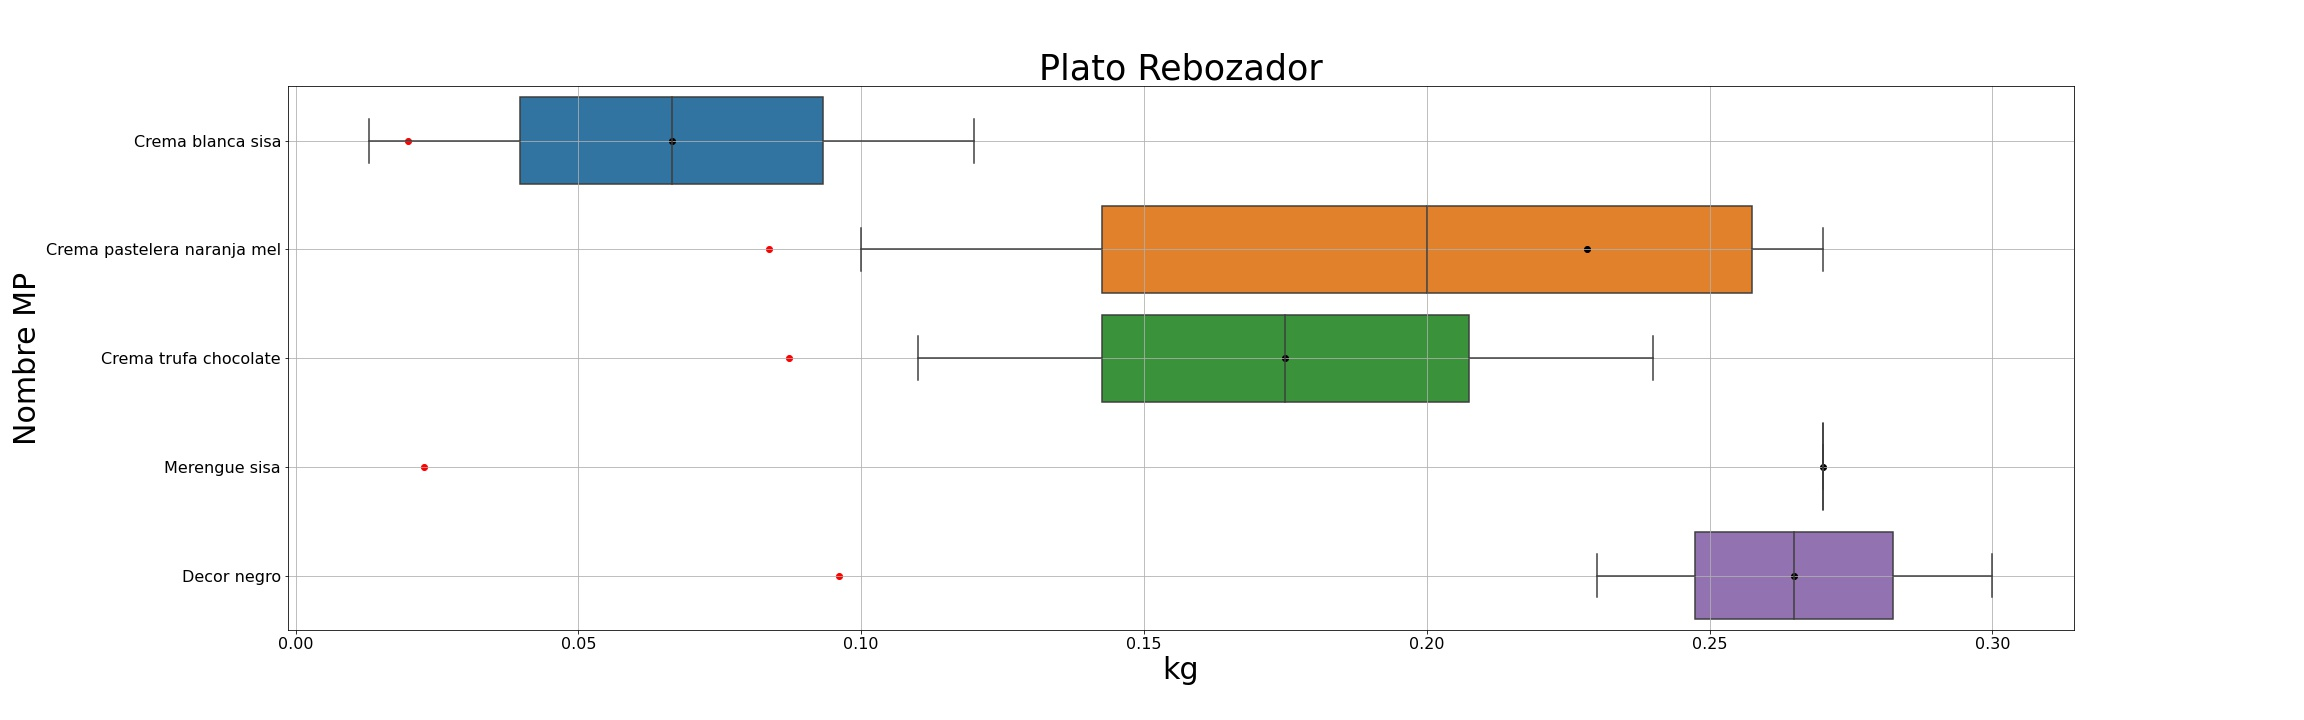 Plato Rebozador
Nombre MP
Crema blanca sisa
Crema pastelera naranja mel
Crema trufa chocolate
Merengue sisa
Decor negro
0.00 0.05 0.10 0.15 0.20 0.25 0.30
kg